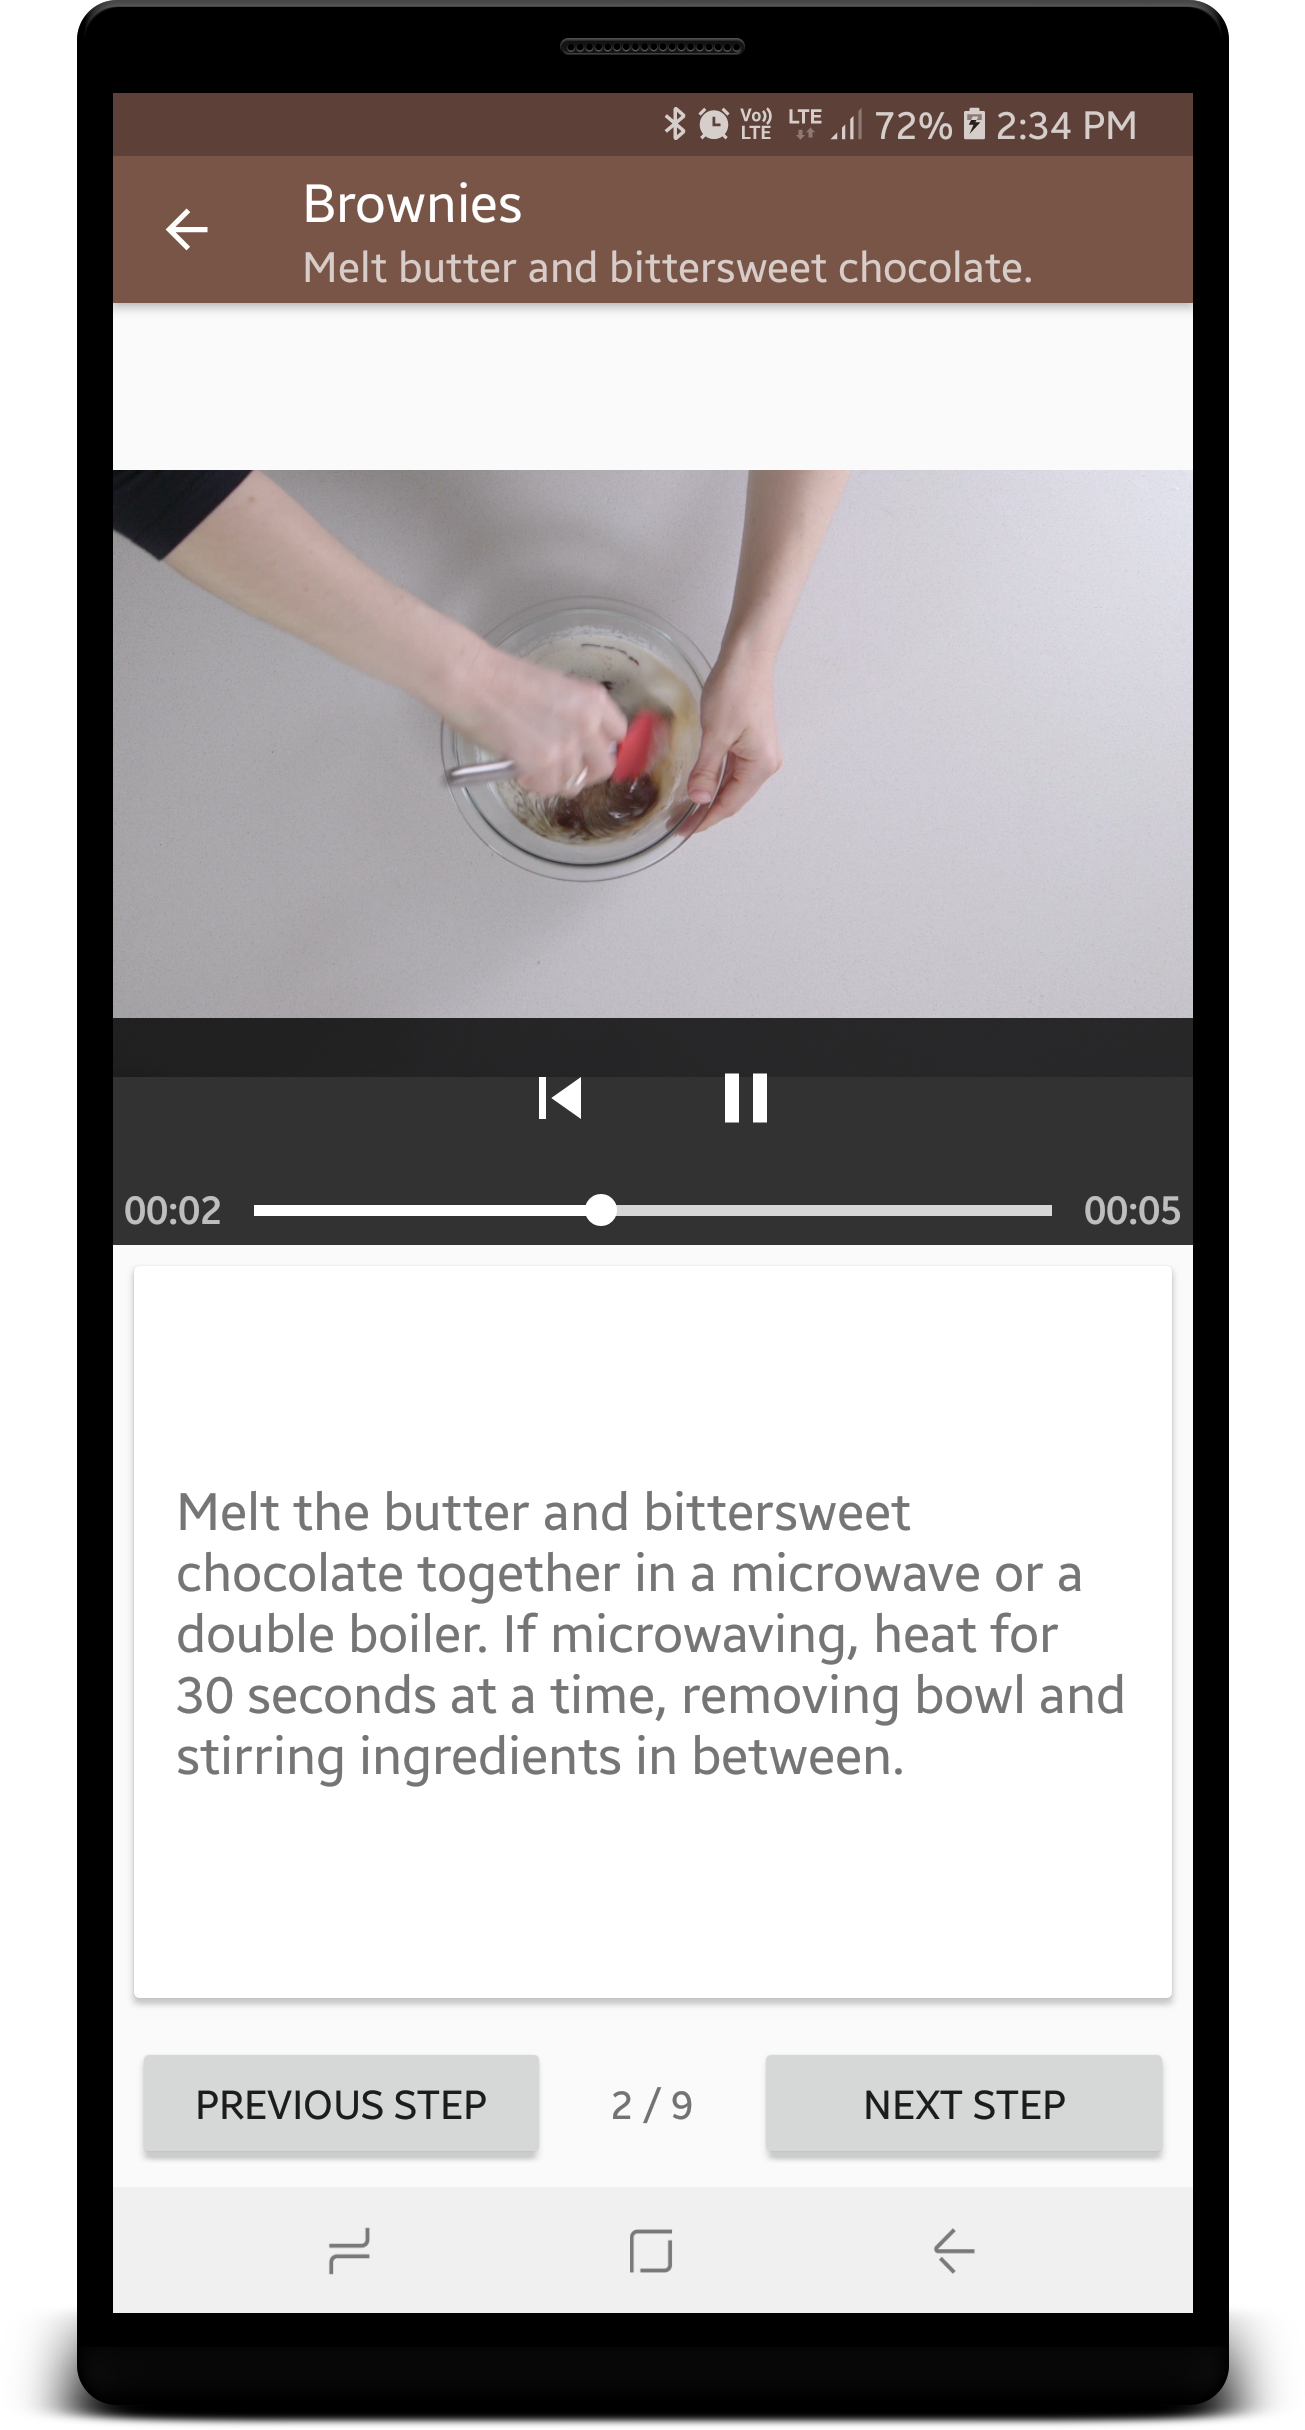 Vo)) LTE LTE 72% 2:34 PM
Brownies
Melt butter and bittersweet chocolate.
00:02 00:05
Melt the butter and bittersweet
chocolate together in a microwave or a
double boiler. If microwaving, heat for
30 seconds at a time, removing bowl and
stirring ingredients in between.
PREVIOUS STEP 2 / 9 NEXT STEP